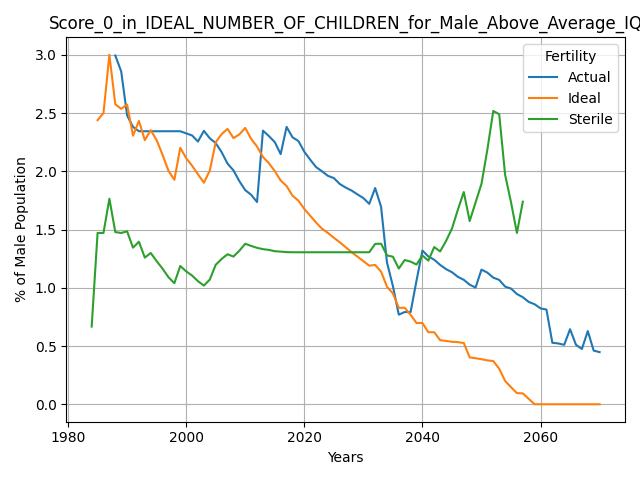 Score_0_in_IDEAL_NUMBER_OF_CHILDREN_for_Male_Above_Average_IQ
Fertility
Actual
Ideal
Sterile
% of Male Population
3.0
2.5
2.0
1.5
1.0
0.5
0.0
1980
2000
2020
2040
2060
Years